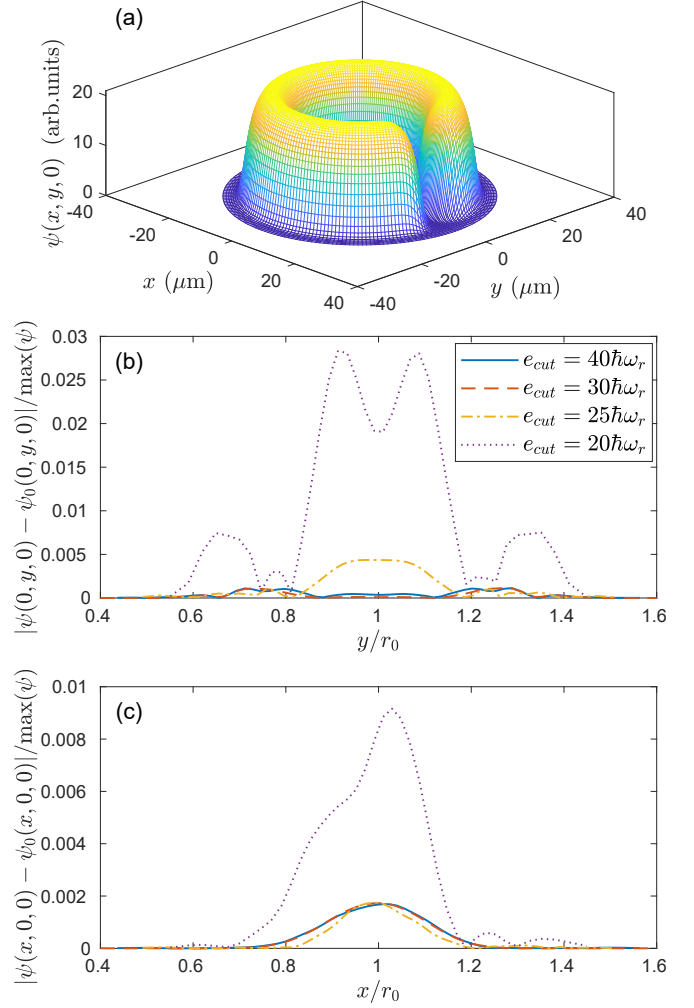 (a)
ψ(x, y, 0) (arb.units)
20
10
0
-40
-20
0
20
40
x (μm)
-40
-20
0
20
40
y (μm)
(b)
|ψ(0, y, 0) − ψ₀(0, y, 0)|/max(ψ)
0.03
0.025
0.02
0.015
0.01
0.005
0
e_cut = 40ℏω_r
e_cut = 30ℏω_r
e_cut = 25ℏω_r
e_cut = 20ℏω_r
0.4 0.6 0.8 1 1.2 1.4 1.6
y/r₀
(c)
|ψ(x, 0, 0) − ψ₀(x, 0, 0)|/max(ψ)
0.01
0.008
0.006
0.004
0.002
0
0.4 0.6 0.8 1 1.2 1.4 1.6
x/r₀